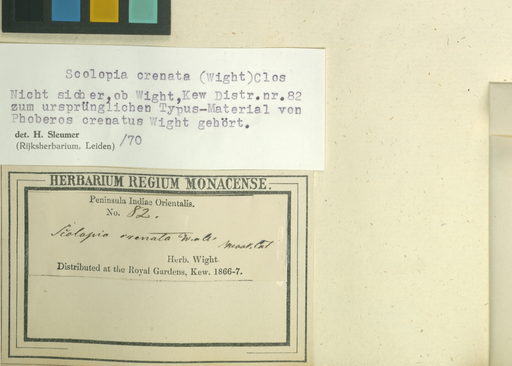 Scolopia crenata (Wight)Clos
Nicht sicher,ob Wight,Kew Distr.nr.82
zum ursprünglichen Typus-Material von
Phoberos crenatus Wight gehört.
det. H. Sleumer
(Rijksherbarium, Leiden) /70
HERBARIUM REGIUM MONACENSE.
Peninsula Indiae Orientalis.
No. 82.
Scolopia crenata
Herb. Wight.
Distributed at the Royal Gardens, Kew. 1866-7.